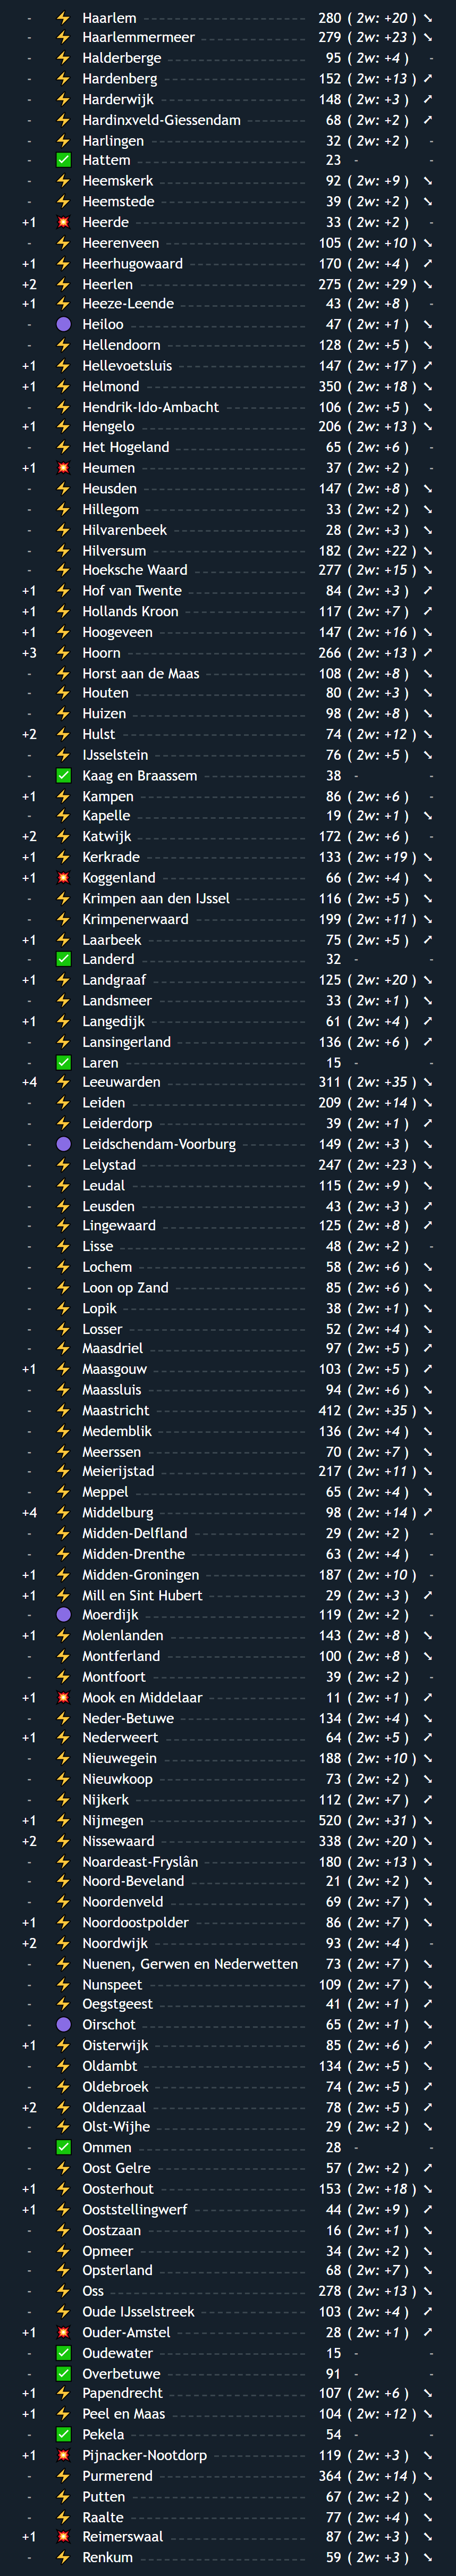 - ⚡ Haarlem 280 ( 2w: +20 ) ➘
- ⚡ Haarlemmermeer 279 ( 2w: +23 ) ➘
- ⚡ Halderberge 95 ( 2w: +4 ) -
- ⚡ Hardenberg 152 ( 2w: +13 ) ➚
- ⚡ Harderwijk 148 ( 2w: +3 ) ➚
- ⚡ Hardinxveld-Giessendam 68 ( 2w: +2 ) ➚
- ⚡ Harlingen 32 ( 2w: +2 ) -
- ✅ Hattem 23 - -
- ⚡ Heemskerk 92 ( 2w: +9 ) ➘
- ⚡ Heemstede 39 ( 2w: +2 ) ➘
+1 💥 Heerde 33 ( 2w: +2 ) -
- ⚡ Heerenveen 105 ( 2w: +10 ) ➘
+1 ⚡ Heerhugowaard 170 ( 2w: +4 ) ➚
+2 ⚡ Heerlen 275 ( 2w: +29 ) ➘
+1 ⚡ Heeze-Leende 43 ( 2w: +8 ) -
- 🟣 Heiloo 47 ( 2w: +1 ) ➘
- ⚡ Hellendoorn 128 ( 2w: +5 ) ➘
+1 ⚡ Hellevoetsluis 147 ( 2w: +17 ) ➚
+1 ⚡ Helmond 350 ( 2w: +18 ) ➘
- ⚡ Hendrik-Ido-Ambacht 106 ( 2w: +5 ) ➘
+1 ⚡ Hengelo 206 ( 2w: +13 ) ➘
- ⚡ Het Hogeland 65 ( 2w: +6 ) -
+1 💥 Heumen 37 ( 2w: +2 ) -
- ⚡ Heusden 147 ( 2w: +8 ) ➘
- ⚡ Hillegom 33 ( 2w: +2 ) ➘
- ⚡ Hilvarenbeek 28 ( 2w: +3 ) ➘
- ⚡ Hilversum 182 ( 2w: +22 ) ➘
- ⚡ Hoeksche Waard 277 ( 2w: +15 ) ➘
+1 ⚡ Hof van Twente 84 ( 2w: +3 ) ➚
+1 ⚡ Hollands Kroon 117 ( 2w: +7 ) ➚
+1 ⚡ Hoogeveen 147 ( 2w: +16 ) ➘
+3 ⚡ Hoorn 266 ( 2w: +13 ) ➚
- ⚡ Horst aan de Maas 108 ( 2w: +8 ) ➘
- ⚡ Houten 80 ( 2w: +3 ) ➘
- ⚡ Huizen 98 ( 2w: +8 ) ➘
+2 ⚡ Hulst 74 ( 2w: +12 ) ➘
- ⚡ IJsselstein 76 ( 2w: +5 ) ➘
- ✅ Kaag en Braassem 38 - -
+1 ⚡ Kampen 86 ( 2w: +6 ) -
- ⚡ Kapelle 19 ( 2w: +1 ) ➘
+2 ⚡ Katwijk 172 ( 2w: +6 ) -
+1 ⚡ Kerkrade 133 ( 2w: +19 ) ➘
+1 💥 Koggenland 66 ( 2w: +4 ) ➘
- ⚡ Krimpen aan den IJssel 116 ( 2w: +5 ) ➘
- ⚡ Krimpenerwaard 199 ( 2w: +11 ) ➘
+1 ⚡ Laarbeek 75 ( 2w: +5 ) ➚
- ✅ Landerd 32 - -
+1 ⚡ Landgraaf 125 ( 2w: +20 ) ➘
- ⚡ Landsmeer 33 ( 2w: +1 ) ➘
+1 ⚡ Langedijk 61 ( 2w: +4 ) ➚
- ⚡ Lansingerland 136 ( 2w: +6 ) ➚
- ✅ Laren 15 - -
+4 ⚡ Leeuwarden 311 ( 2w: +35 ) ➘
- ⚡ Leiden 209 ( 2w: +14 ) ➘
- ⚡ Leiderdorp 39 ( 2w: +1 ) ➚
- 🟣 Leidschendam-Voorburg 149 ( 2w: +3 ) ➘
- ⚡ Lelystad 247 ( 2w: +23 ) ➘
- ⚡ Leudal 115 ( 2w: +9 ) ➘
- ⚡ Leusden 43 ( 2w: +3 ) ➚
- ⚡ Lingewaard 125 ( 2w: +8 ) ➚
- ⚡ Lisse 48 ( 2w: +2 ) -
- ⚡ Lochem 58 ( 2w: +6 ) ➘
- ⚡ Loon op Zand 85 ( 2w: +6 ) ➘
- ⚡ Lopik 38 ( 2w: +1 ) ➘
- ⚡ Losser 52 ( 2w: +4 ) ➘
- ⚡ Maasdriel 97 ( 2w: +5 ) ➚
+1 ⚡ Maasgouw 103 ( 2w: +5 ) ➚
- ⚡ Maassluis 94 ( 2w: +6 ) ➘
- ⚡ Maastricht 412 ( 2w: +35 ) ➘
- ⚡ Medemblik 136 ( 2w: +4 ) ➘
- ⚡ Meerssen 70 ( 2w: +7 ) ➘
- ⚡ Meierijstad 217 ( 2w: +11 ) ➘
- ⚡ Meppel 65 ( 2w: +4 ) ➘
+4 ⚡ Middelburg 98 ( 2w: +14 ) ➚
- ⚡ Midden-Delfland 29 ( 2w: +2 ) -
- ⚡ Midden-Drenthe 63 ( 2w: +4 ) -
+1 ⚡ Midden-Groningen 187 ( 2w: +10 ) -
+1 ⚡ Mill en Sint Hubert 29 ( 2w: +3 ) ➚
- 🟣 Moerdijk 119 ( 2w: +2 ) -
+1 ⚡ Molenlanden 143 ( 2w: +8 ) ➘
- ⚡ Montferland 100 ( 2w: +8 ) ➘
- ⚡ Montfoort 39 ( 2w: +2 ) -
+1 💥 Mook en Middelaar 11 ( 2w: +1 ) ➚
- ⚡ Neder-Betuwe 134 ( 2w: +4 ) ➘
+1 ⚡ Nederweert 64 ( 2w: +5 ) ➚
- ⚡ Nieuwegein 188 ( 2w: +10 ) ➘
- ⚡ Nieuwkoop 73 ( 2w: +2 ) ➘
- ⚡ Nijkerk 112 ( 2w: +7 ) ➚
+1 ⚡ Nijmegen 520 ( 2w: +31 ) ➘
+2 ⚡ Nissewaard 338 ( 2w: +20 ) ➘
- ⚡ Noardeast-Fryslân 180 ( 2w: +13 ) ➘
- ⚡ Noord-Beveland 21 ( 2w: +2 ) ➘
- ⚡ Noordenveld 69 ( 2w: +7 ) ➘
+1 ⚡ Noordoostpolder 86 ( 2w: +7 ) ➘
+2 ⚡ Noordwijk 93 ( 2w: +4 ) -
- ⚡ Nuenen, Gerwen en Nederwetten 73 ( 2w: +7 ) ➘
- ⚡ Nunspeet 109 ( 2w: +7 ) ➘
- ⚡ Oegstgeest 41 ( 2w: +1 ) ➚
- 🟣 Oirschot 65 ( 2w: +1 ) ➘
+1 ⚡ Oisterwijk 85 ( 2w: +6 ) ➚
- ⚡ Oldambt 134 ( 2w: +5 ) ➘
- ⚡ Oldebroek 74 ( 2w: +5 ) ➚
+2 ⚡ Oldenzaal 78 ( 2w: +5 ) ➚
- ⚡ Olst-Wijhe 29 ( 2w: +2 ) ➘
- ✅ Ommen 28 - -
- ⚡ Oost Gelre 57 ( 2w: +2 ) ➚
+1 ⚡ Oosterhout 153 ( 2w: +18 ) ➘
+1 ⚡ Ooststellingwerf 44 ( 2w: +9 ) ➚
- ⚡ Oostzaan 16 ( 2w: +1 ) ➘
- ⚡ Opmeer 34 ( 2w: +2 ) ➘
- ⚡ Opsterland 68 ( 2w: +7 ) ➘
- ⚡ Oss 278 ( 2w: +13 ) ➘
- ⚡ Oude IJsselstreek 103 ( 2w: +4 ) ➚
+1 💥 Ouder-Amstel 28 ( 2w: +1 ) ➚
- ✅ Oudewater 15 - -
- ✅ Overbetuwe 91 - -
+1 ⚡ Papendrecht 107 ( 2w: +6 ) ➘
+1 ⚡ Peel en Maas 104 ( 2w: +12 ) ➘
- ✅ Pekela 54 - -
+1 💥 Pijnacker-Nootdorp 119 ( 2w: +3 ) ➘
- ⚡ Purmerend 364 ( 2w: +14 ) ➘
- ⚡ Putten 67 ( 2w: +2 ) ➘
- ⚡ Raalte 77 ( 2w: +4 ) ➘
+1 💥 Reimerswaal 87 ( 2w: +3 ) ➘
- ⚡ Renkum 59 ( 2w: +3 ) ➘